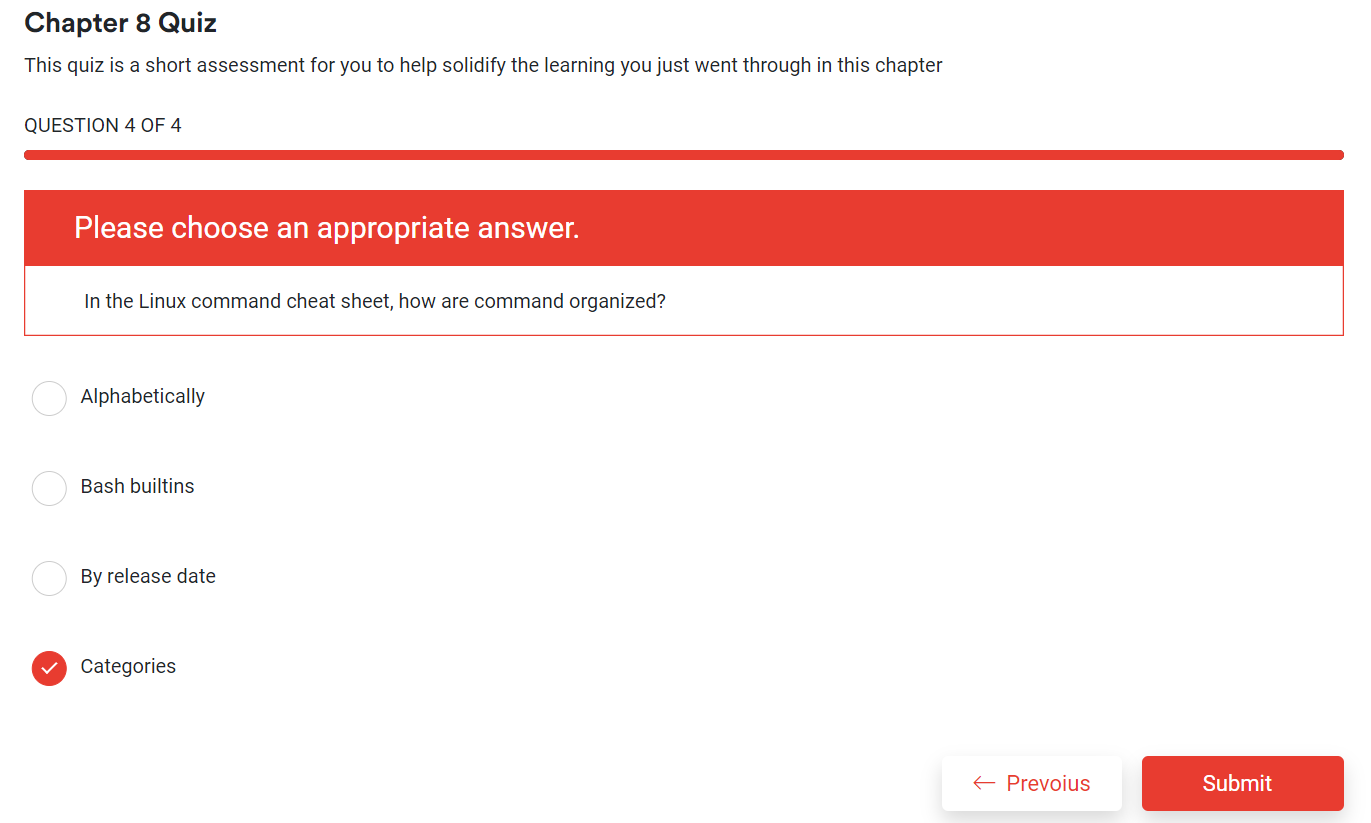 Chapter 8 Quiz
This quiz is a short assessment for you to help solidify the learning you just went through in this chapter
QUESTION 4 OF 4
Please choose an appropriate answer.
In the Linux command cheat sheet, how are command organized?
Alphabetically
Bash builtins
By release date
Categories
Prevoius
Submit